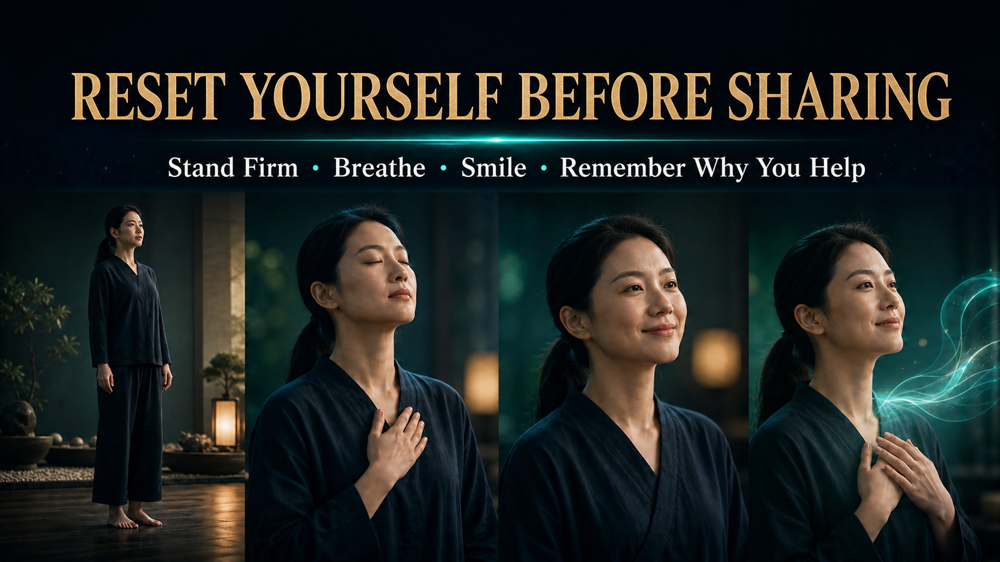 RESET YOURSELF BEFORE SHARING
Stand Firm • Breathe • Smile • Remember Why You Help